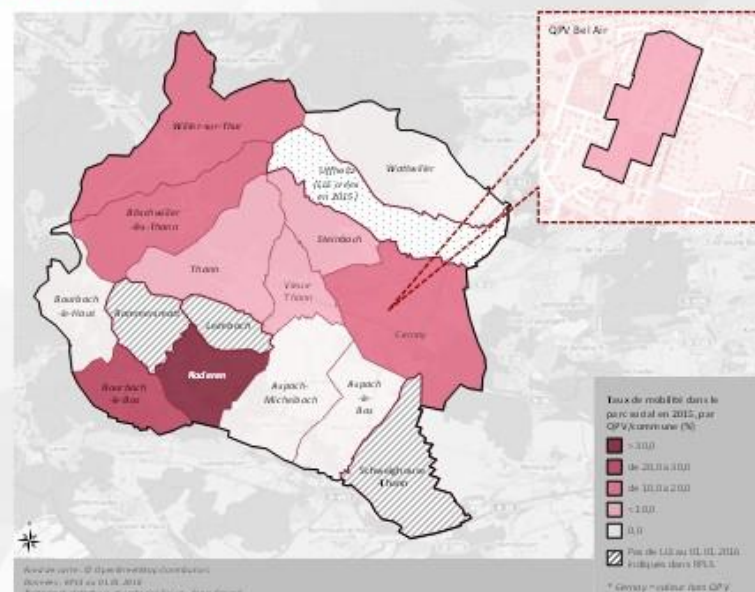 QPV Bel Air
Willer-sur-Thur
Wattwiller
Uffholtz
(LLS créés
en 2015)
Bitschwiller
-lès-Thann
Steinbach
Thann
Vieux
Thann
Bourbach
-le-Haut
Rammersmatt
Leimbach
Cernay
Roderen
Bourbach
-le-Bas
Aspach-
Michelbach
Aspach
-le-
Bas
Schweighouse
-Thann
Taux de mobilité dans le
parc social en 2015, par
QPV/commune (%)
> 30,0
de 20,0 à 30,0
de 10,0 à 20,0
< 10,0
0,0
Pas de LLS au 01.01.2016
indiqués dans RPLS.
* Cernay = valeur hors QPV
Fond de carte : © OpenStreetMap Contributors
Données : RPLS au 01.01.2016